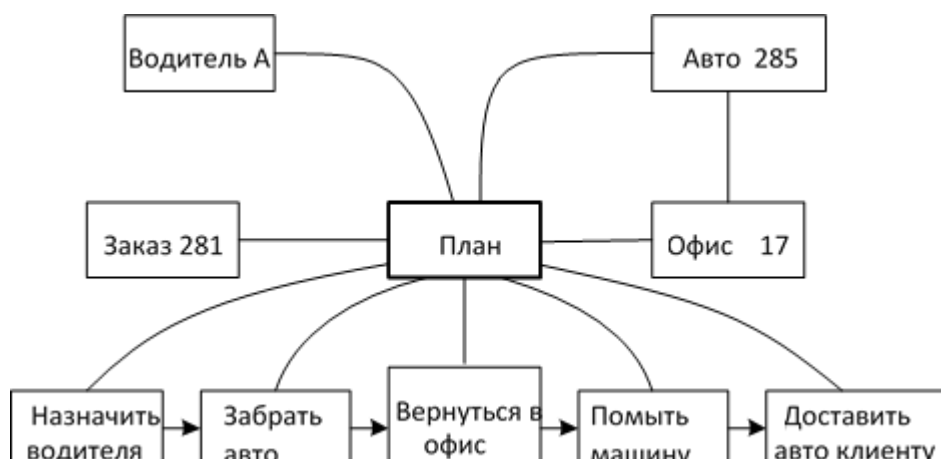 Водитель А
Авто 285
Заказ 281
План
Офис 17
Назначить
водителя
Забрать
авто
Вернуться в
офис
Помыть
машину
Доставить
авто клиенту